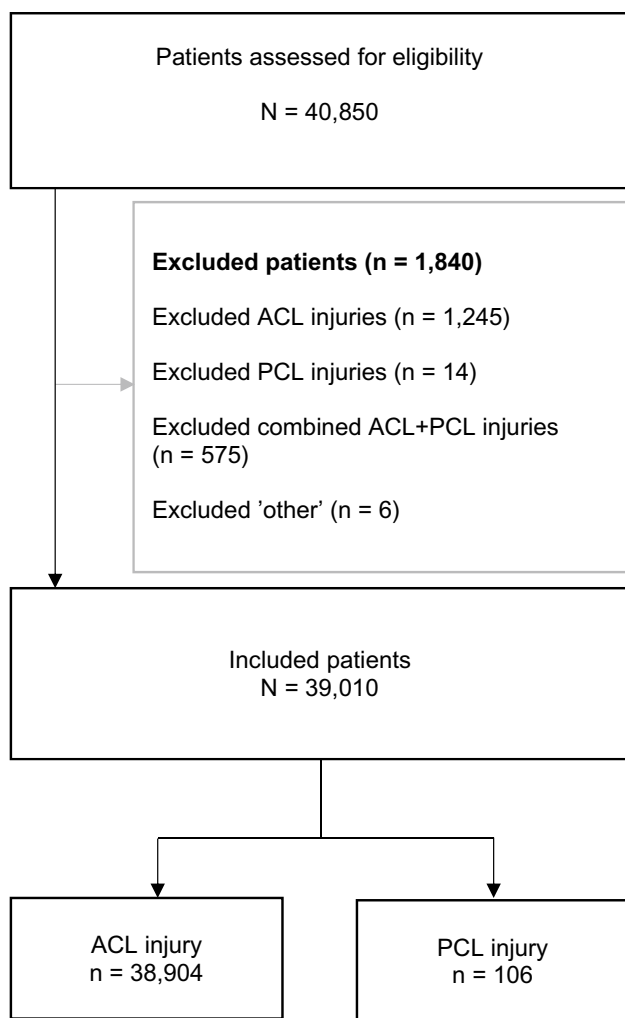 Patients assessed for eligibility
N = 40,850
Excluded patients (n = 1,840)
Excluded ACL injuries (n = 1,245)
Excluded PCL injuries (n = 14)
Excluded combined ACL+PCL injuries
(n = 575)
Excluded ’other’ (n = 6)
Included patients
N = 39,010
ACL injury
n = 38,904
PCL injury
n = 106